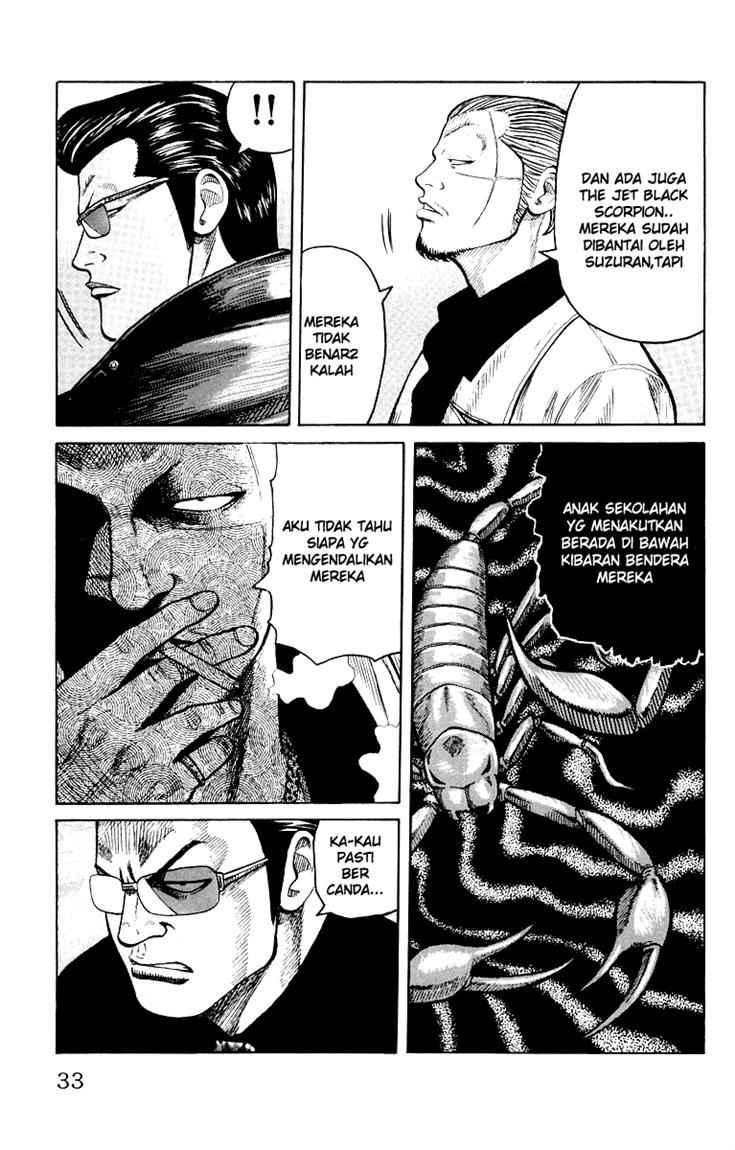 DAN ADA JUGA
THE JET BLACK
SCORPION..
MEREKA SUDAH
DIBANTAI OLEH
SUZURAN,TAPI
MEREKA
TIDAK
BENAR2
KALAH
!!
ANAK SEKOLAHAN
YG MENAKUTKAN
BERADA DI BAWAH
KIBARAN BENDERA
MEREKA
AKU TIDAK TAHU
SIAPA YG
MENGENDALIKAN
MEREKA
KA-KAU
PASTI
BER
CANDA...
33